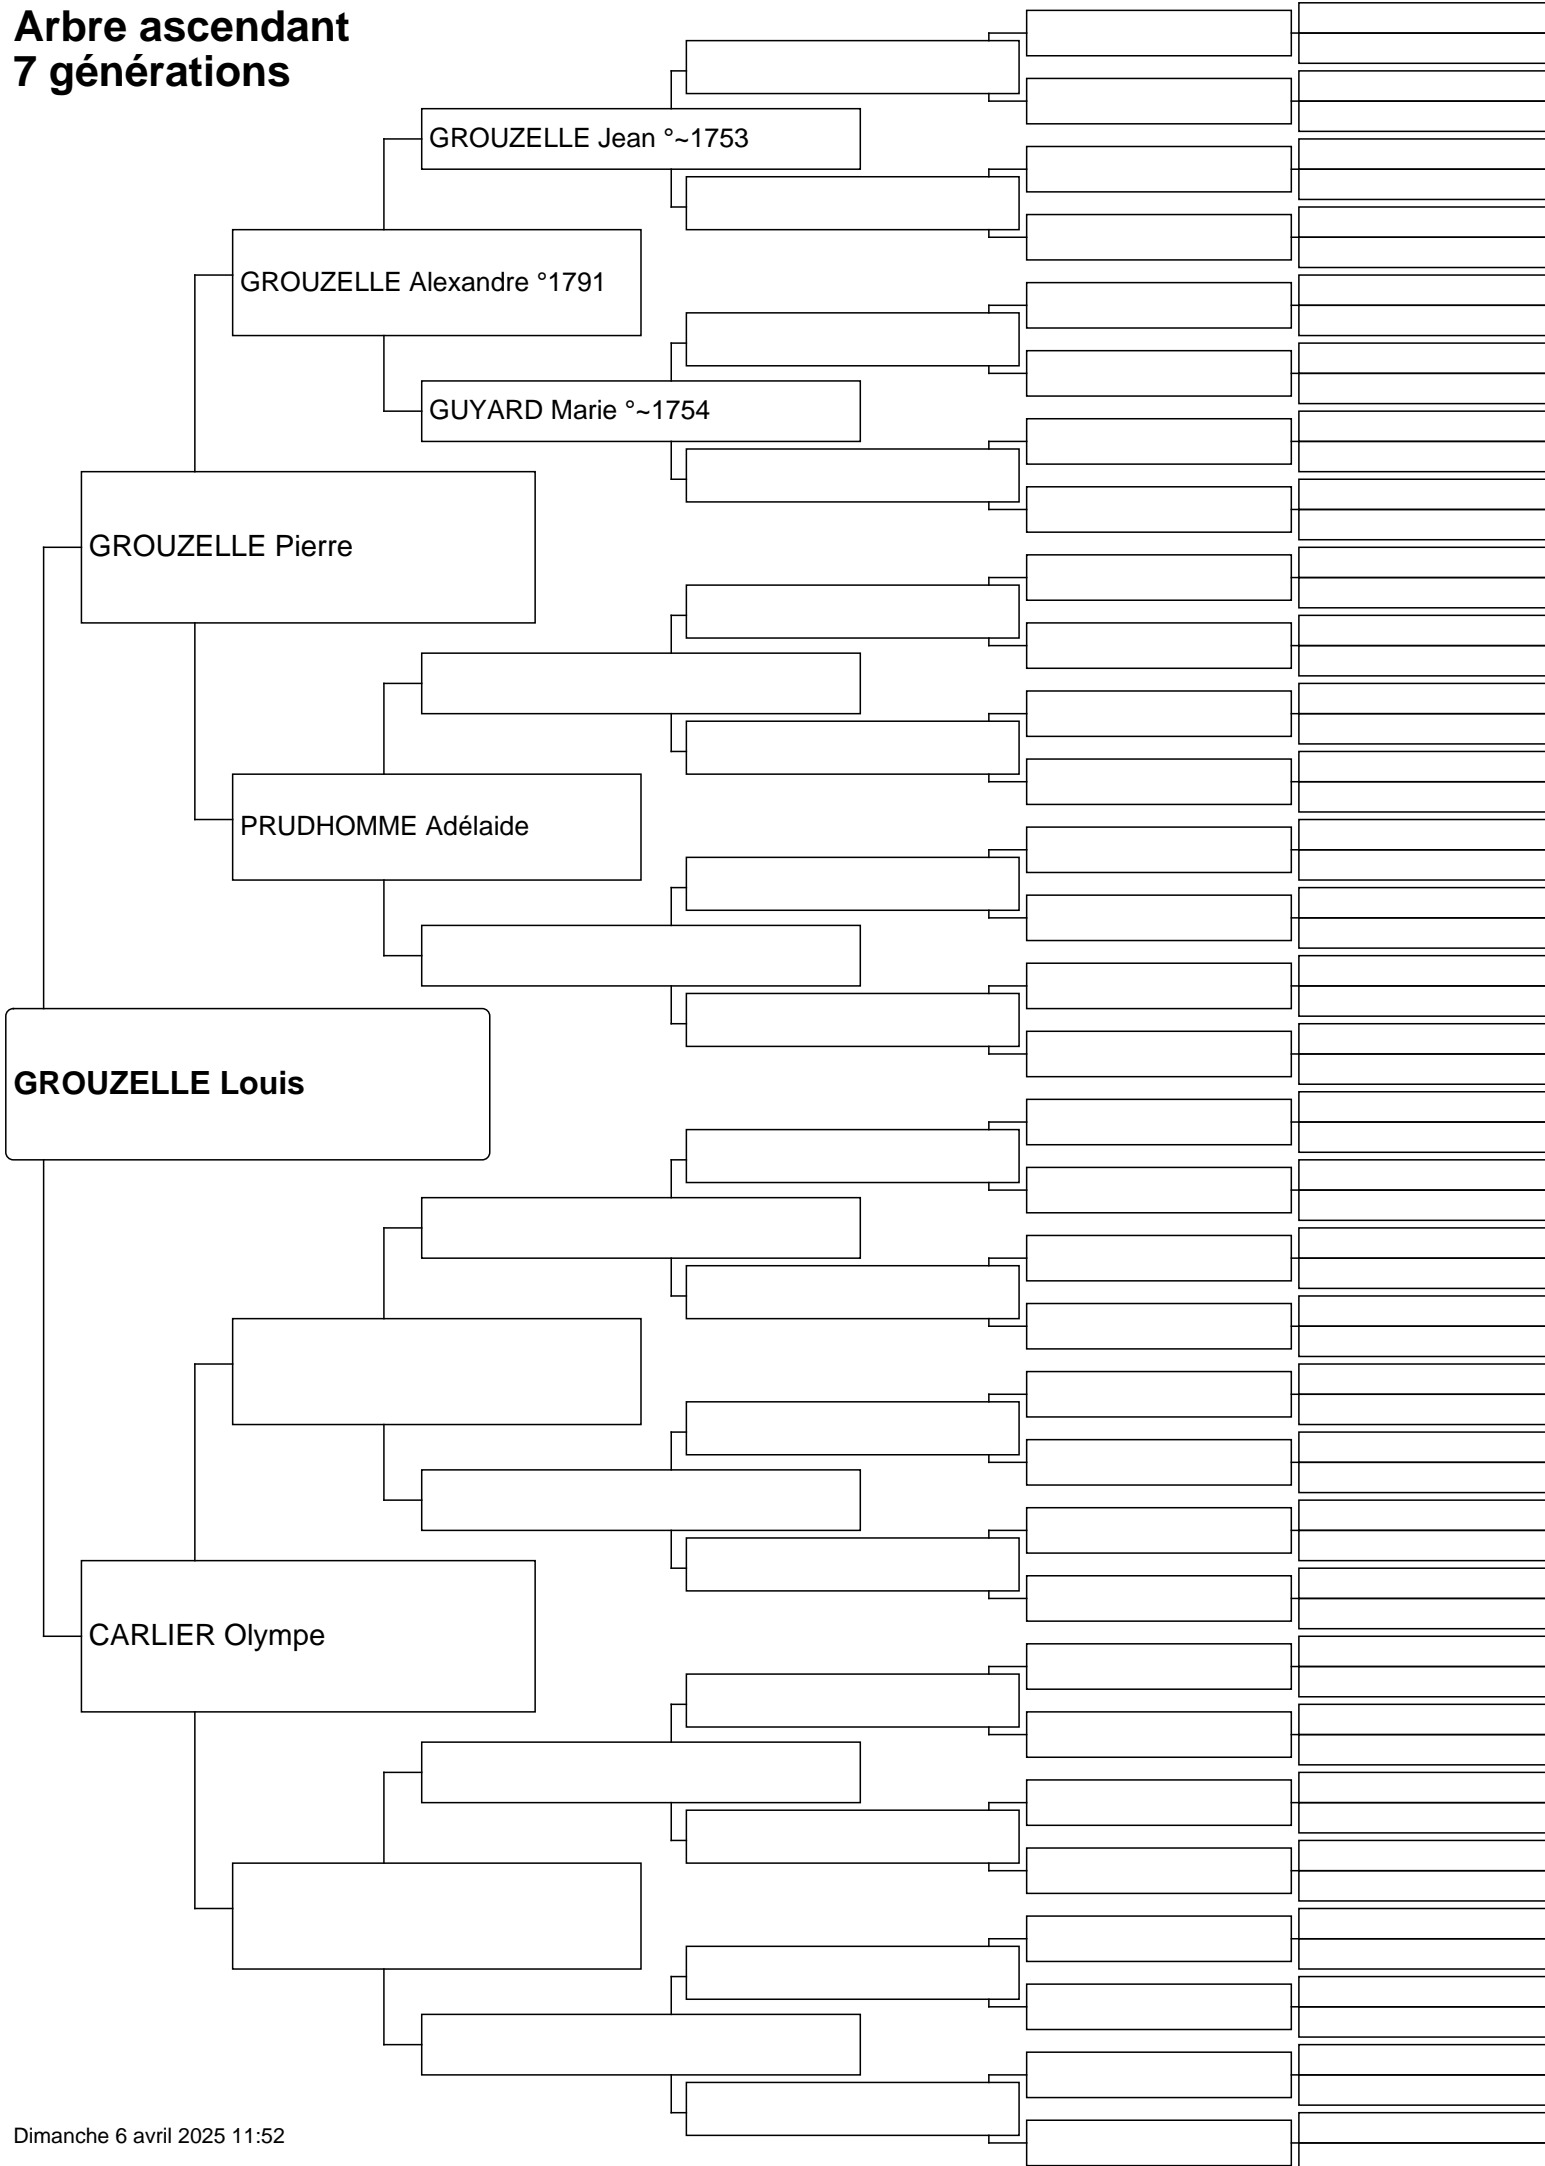 Arbre ascendant
7 générations
GROUZELLE Jean °~1753
GROUZELLE Alexandre °1791
GUYARD Marie °~1754
GROUZELLE Pierre
PRUDHOMME Adélaide
GROUZELLE Louis
CARLIER Olympe
Dimanche 6 avril 2025 11:52